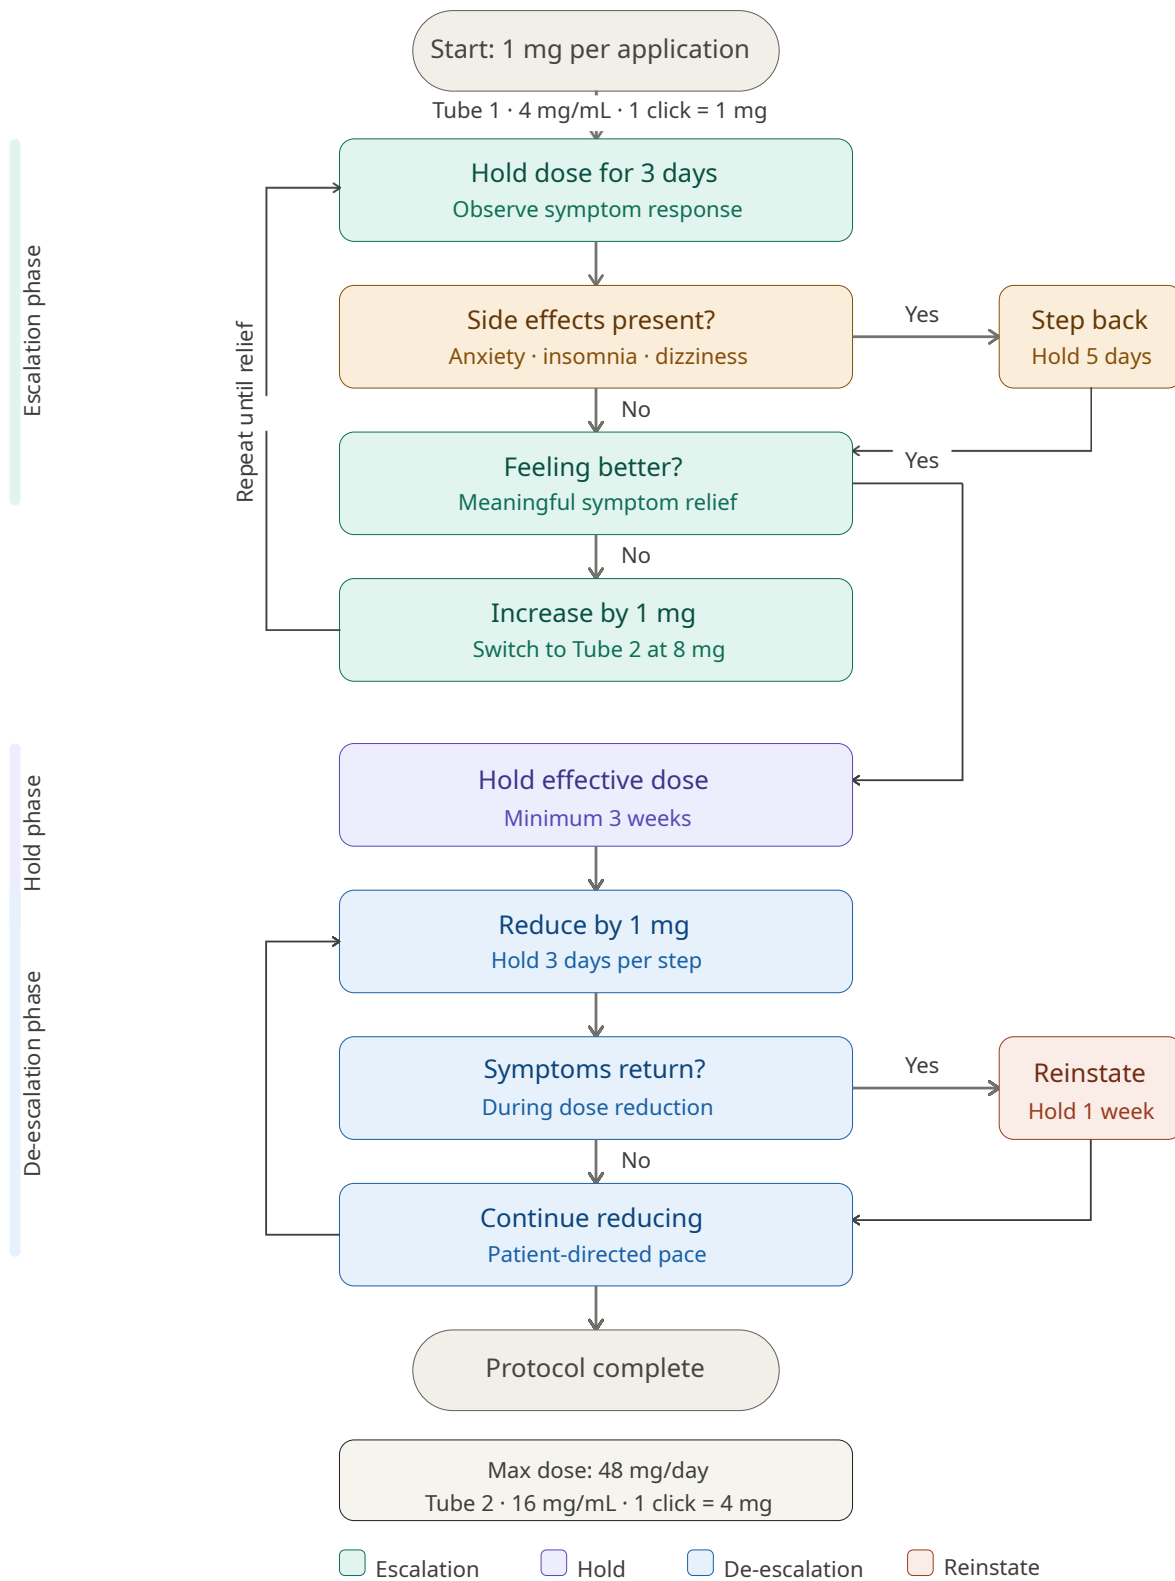 Start: 1 mg per application
Tube 1 · 4 mg/mL · 1 click = 1 mg
Hold dose for 3 days
Observe symptom response
Escalation phase
Repeat until relief
Side effects present?
Anxiety · insomnia · dizziness
Yes
Step back
Hold 5 days
No
Feeling better?
Meaningful symptom relief
Yes
No
Increase by 1 mg
Switch to Tube 2 at 8 mg
Hold phase
Hold effective dose
Minimum 3 weeks
De-escalation phase
Reduce by 1 mg
Hold 3 days per step
Symptoms return?
During dose reduction
Yes
Reinstate
Hold 1 week
No
Continue reducing
Patient-directed pace
Protocol complete
Max dose: 48 mg/day
Tube 2 · 16 mg/mL · 1 click = 4 mg
Escalation
Hold
De-escalation
Reinstate